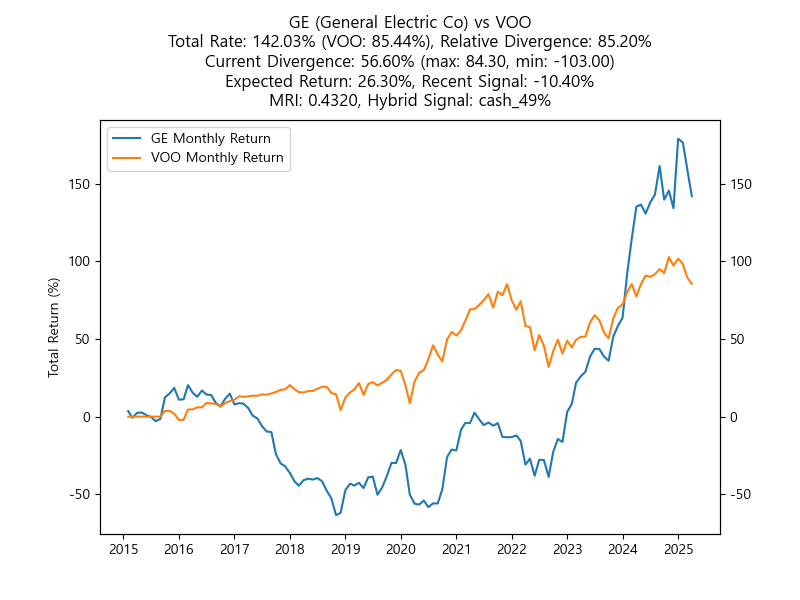 GE (General Electric Co) vs VOO
Total Rate: 142.03% (VOO: 85.44%), Relative Divergence: 85.20%
Current Divergence: 56.60% (max: 84.30, min: -103.00)
Expected Return: 26.30%, Recent Signal: -10.40%
MRI: 0.4320, Hybrid Signal: cash_49%
GE Monthly Return
VOO Monthly Return
Total Return (%)
150
100
50
0
-50
150
100
50
0
-50
2015 2016 2017 2018 2019 2020 2021 2022 2023 2024 2025